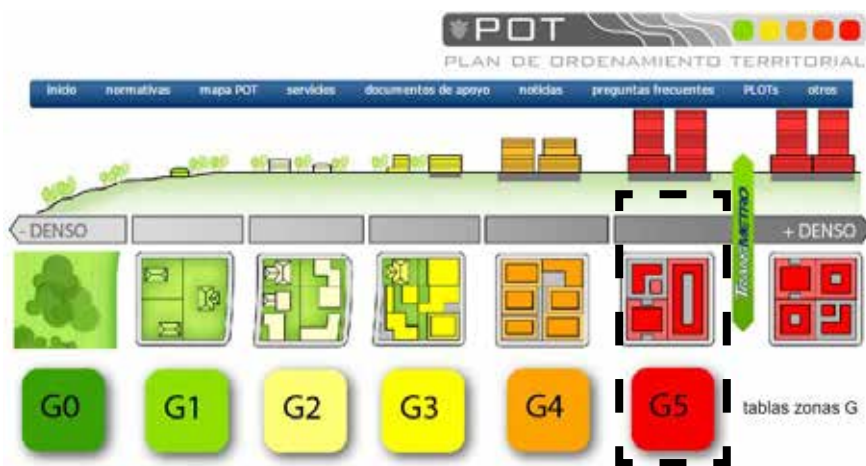 POT
PLAN DE ORDENAMIENTO TERRITORIAL
inicio normativas mapa POT servicios documentos de apoyo noticias preguntas frecuentes PLOTs otros
- DENSO + DENSO
TRANSMETRO
G0 G1 G2 G3 G4 G5 tablas zonas G